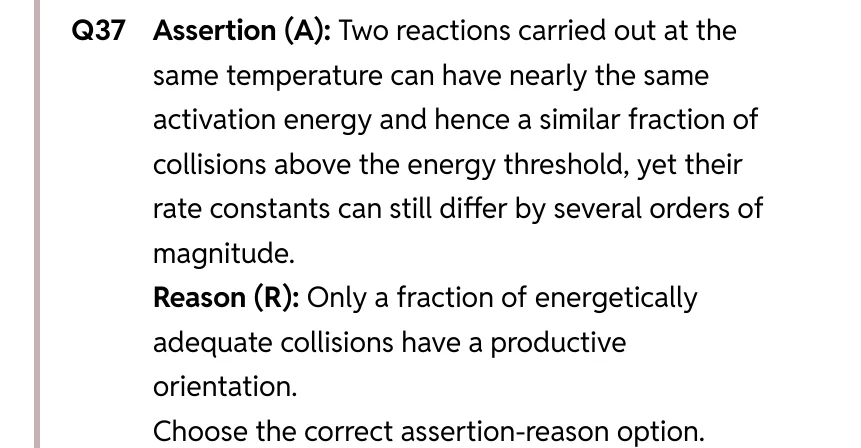 Q37 Assertion (A): Two reactions carried out at the
same temperature can have nearly the same
activation energy and hence a similar fraction of
collisions above the energy threshold, yet their
rate constants can still differ by several orders of
magnitude.
Reason (R): Only a fraction of energetically
adequate collisions have a productive
orientation.
Choose the correct assertion-reason option.